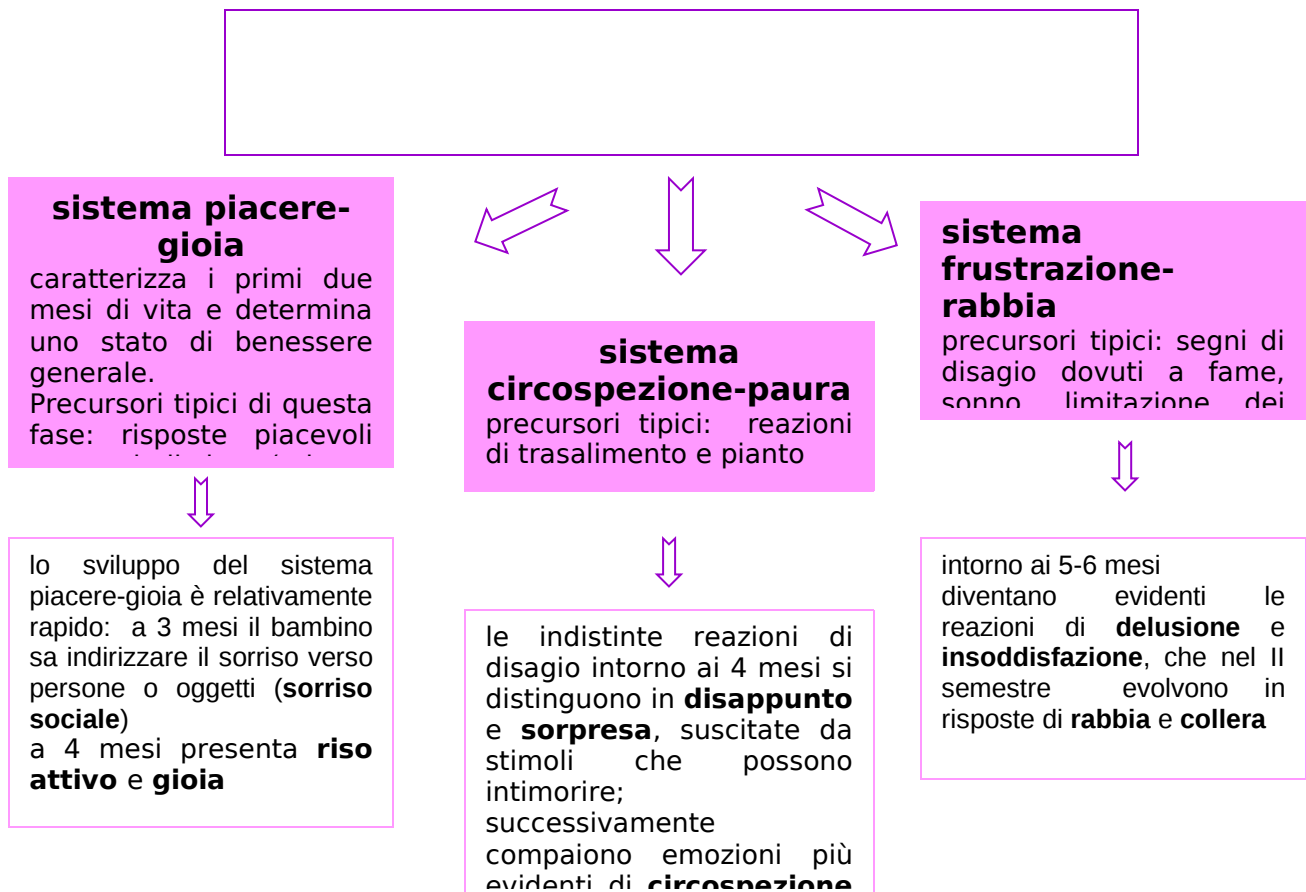 sistema piacere-
gioia
caratterizza i primi due
mesi di vita e determina
uno stato di benessere
generale.
Precursori tipici di questa
fase: risposte piacevoli
sistema
circospezione-paura
precursori tipici: reazioni
di trasalimento e pianto
sistema
frustrazione-
rabbia
precursori tipici: segni di
disagio dovuti a fame,
sonno, limitazione dei
lo sviluppo del sistema
piacere-gioia è relativamente
rapido: a 3 mesi il bambino
sa indirizzare il sorriso verso
persone o oggetti (sorriso
sociale)
a 4 mesi presenta riso
attivo e gioia
le indistinte reazioni di
disagio intorno ai 4 mesi si
distinguono in disappunto
e sorpresa, suscitate da
stimoli che possono
intimorire;
successivamente
compaiono emozioni più
evidenti di circospezione
intorno ai 5-6 mesi
diventano evidenti le
reazioni di delusione e
insoddisfazione, che nel II
semestre evolvono in
risposte di rabbia e collera